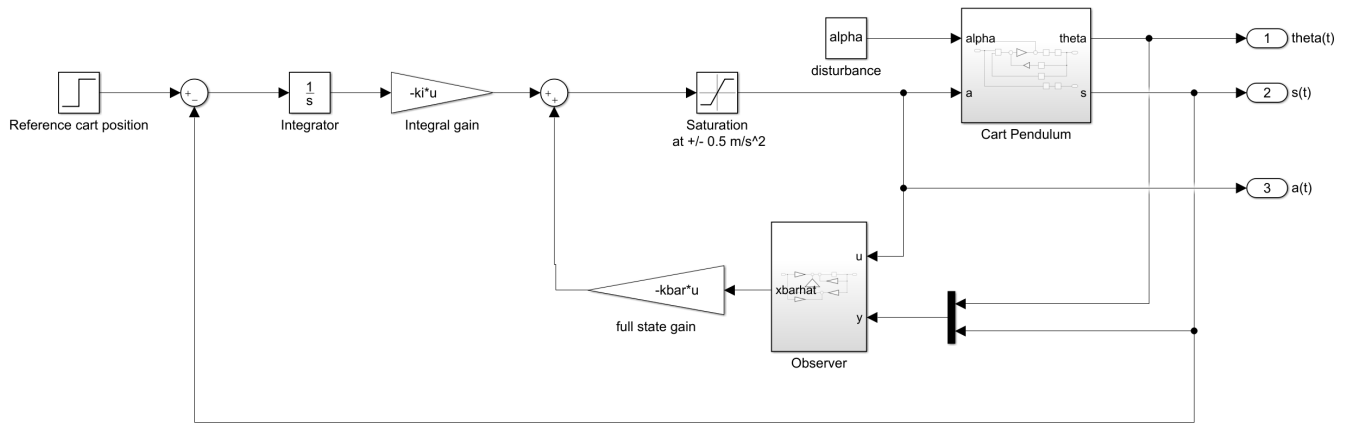 alpha
disturbance
alpha
theta
a
s
Cart Pendulum
1
theta(t)
2
s(t)
3
a(t)
Reference cart position
+
−
1
s
Integrator
-ki*u
Integral gain
+
+
Saturation
at +/- 0.5 m/s^2
-kbar*u
full state gain
xbarhat
u
y
Observer